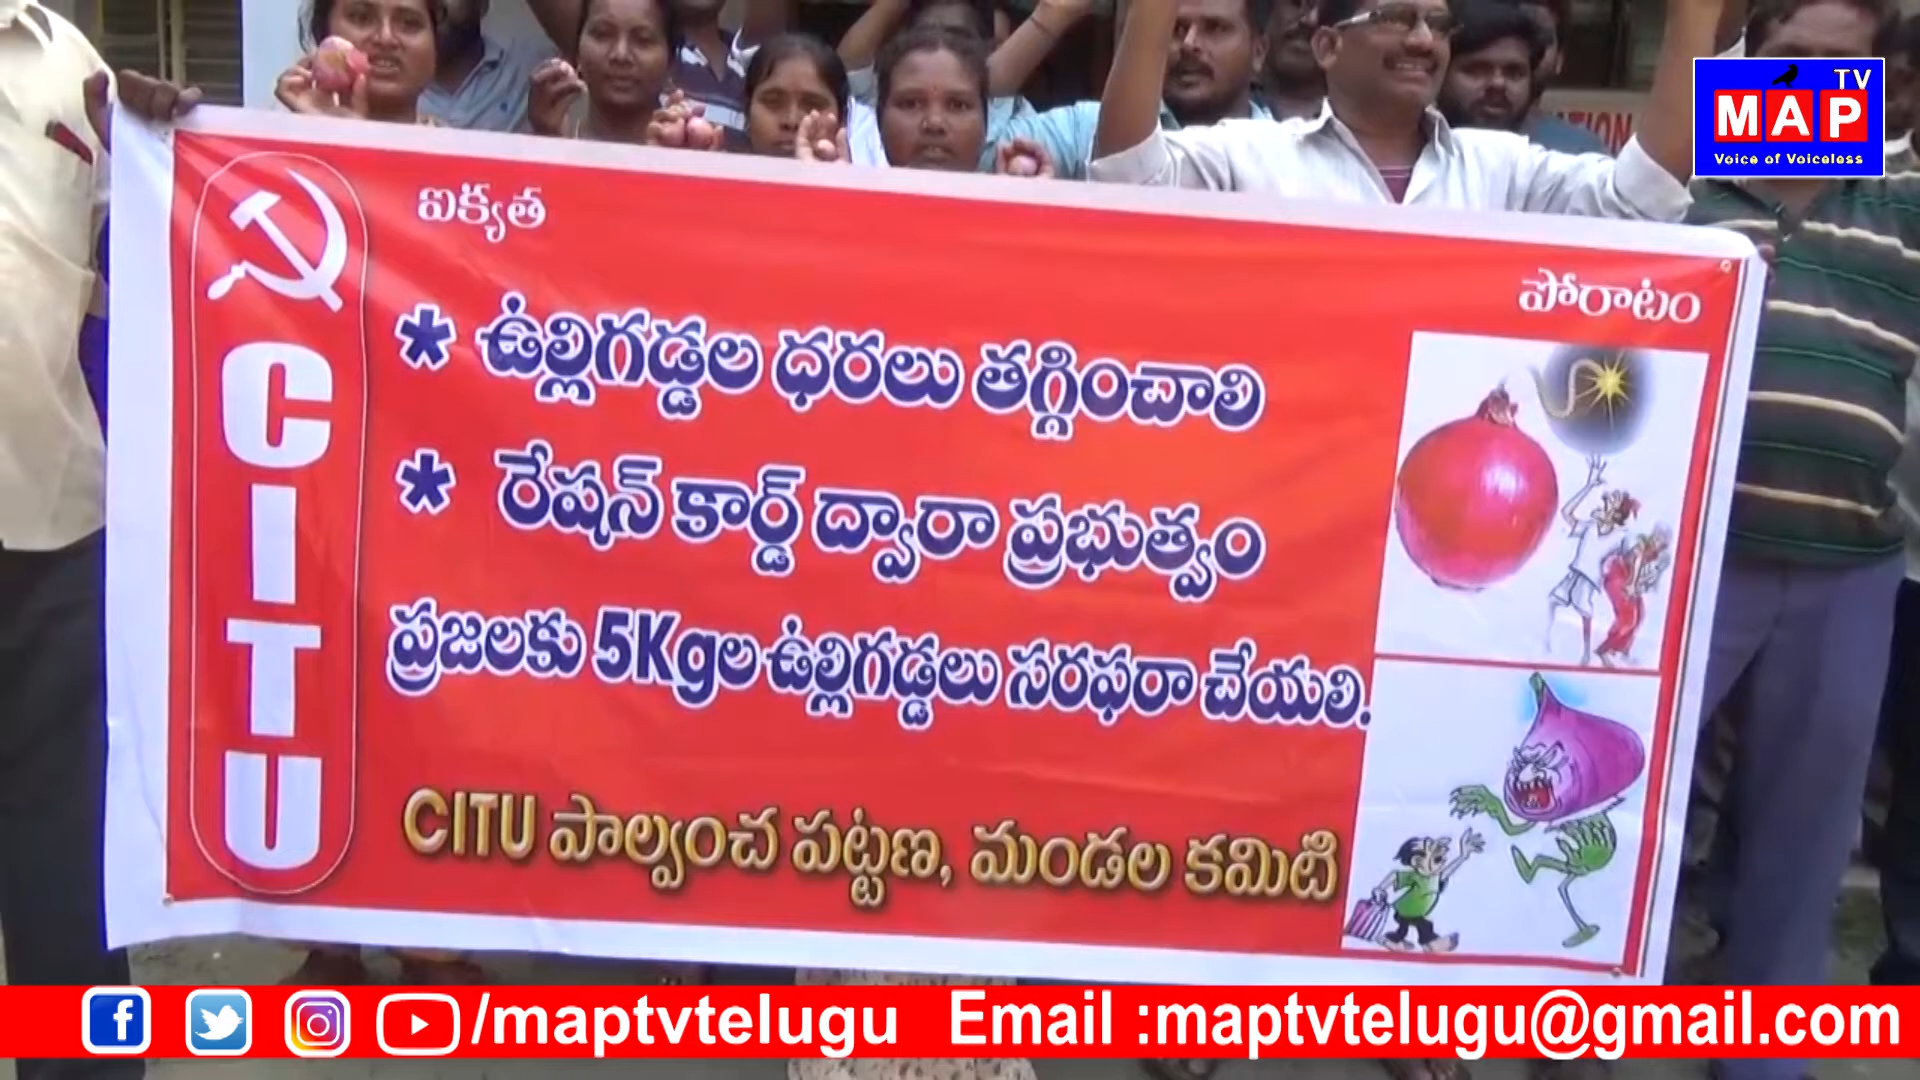 TV
MAP
Voice of Voiceless
ఐక్యత
పోరాటం
CITU
* ఉల్లిగడ్డల ధరలు తగ్గించాలి
* రేషన్ కార్డ్ ద్వారా ప్రభుత్వం
ప్రజలకు 5Kgల ఉల్లిగడ్డలు సరఫరా చేయలి.
CITU పాల్వంచ పట్టణ, మండల కమిటి
/maptvtelugu Email :maptvtelugu@gmail.com